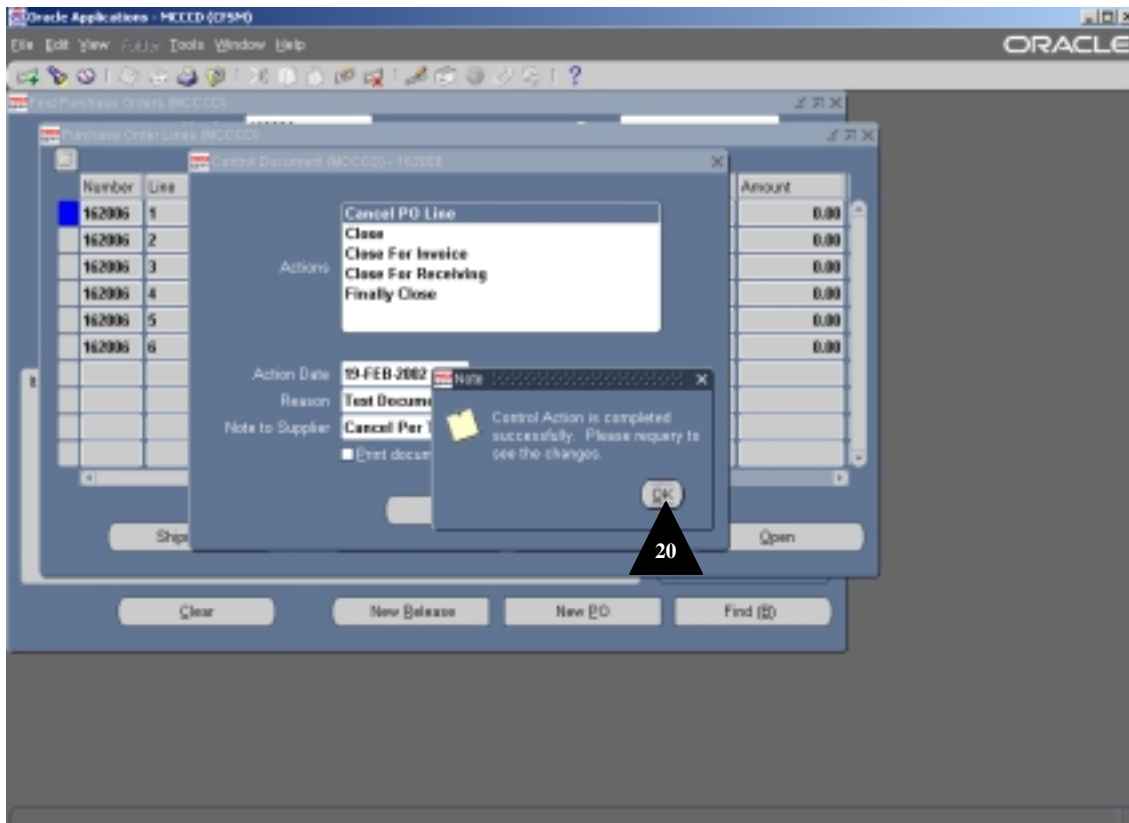 Oracle Applications - MCCCD (CFSM)
File Edit View Folder Tools Window Help
ORACLE
Find Purchase Orders (MCCCD)
Purchase Order Lines (MCCCD)
Control Document (MCCCD) - 162006
Number Line Amount
162006 1 0.00
162006 2 0.00
162006 3 0.00
162006 4 0.00
162006 5 0.00
162006 6 0.00
Actions
Cancel PO Line
Close
Close For Invoice
Close For Receiving
Finally Close
Action Date 19-FEB-2002
Reason Test Docume
Note to Supplier Cancel Per
Print docum
Note
Control Action is completed
successfully. Please requery to
see the changes.
OK
20
Ship
Open
Clear
New Release
New PO
Find (B)